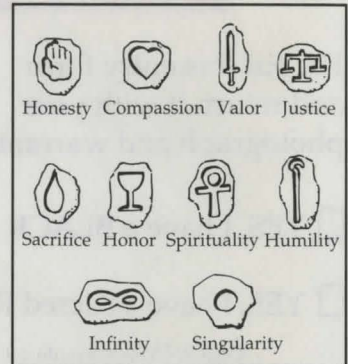 Honesty Compassion Valor Justice
Sacrifice Honor Spirituality Humility
Infinity Singularity